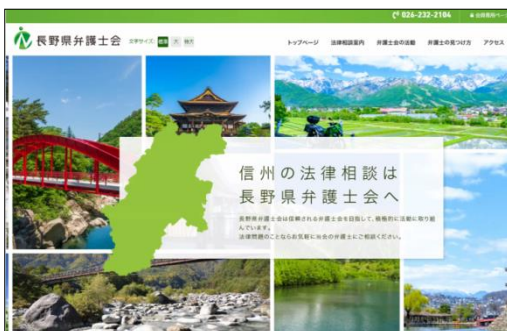 026-232-2104
長野県弁護士会
文字サイズ 標準 大 特大
トップページ 法律相談案内 弁護士会の活動 弁護士の見つけ方 アクセス
信州の法律相談は
長野県弁護士会へ
長野県弁護士会は信頼される弁護士会を目指して、積極的に活動に取り組
んでいます。
法律問題のことならお気軽に当会の弁護士にご相談ください。